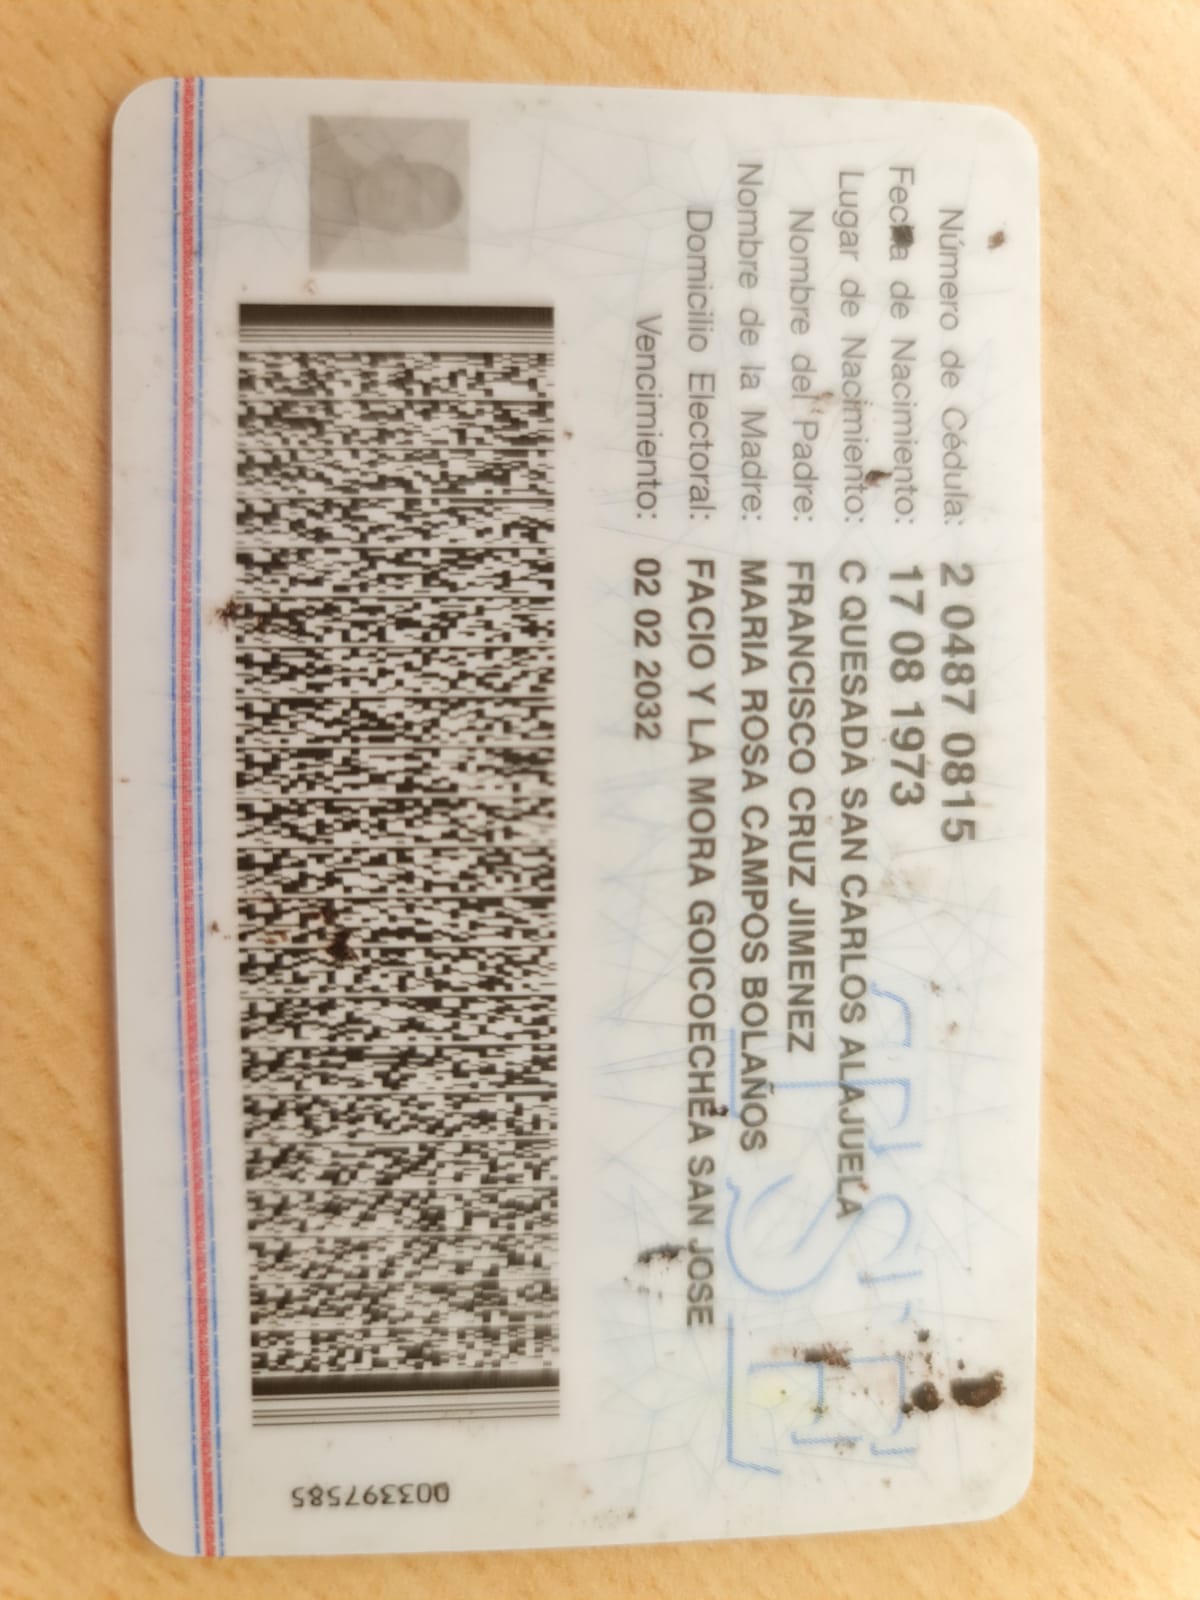 Número de Cédula: 2 0487 0815
Fecha de Nacimiento: 17 08 1973
Lugar de Nacimiento: C QUESADA SAN CARLOS ALAJUELA
Nombre del Padre: FRANCISCO CRUZ JIMENEZ
Nombre de la Madre: MARIA ROSA CAMPOS BOLAÑOS
Domicilio Electoral: FACIO Y LA MORA GOICOECHEA SAN JOSE
Vencimiento: 02 02 2032
TSE
003397585